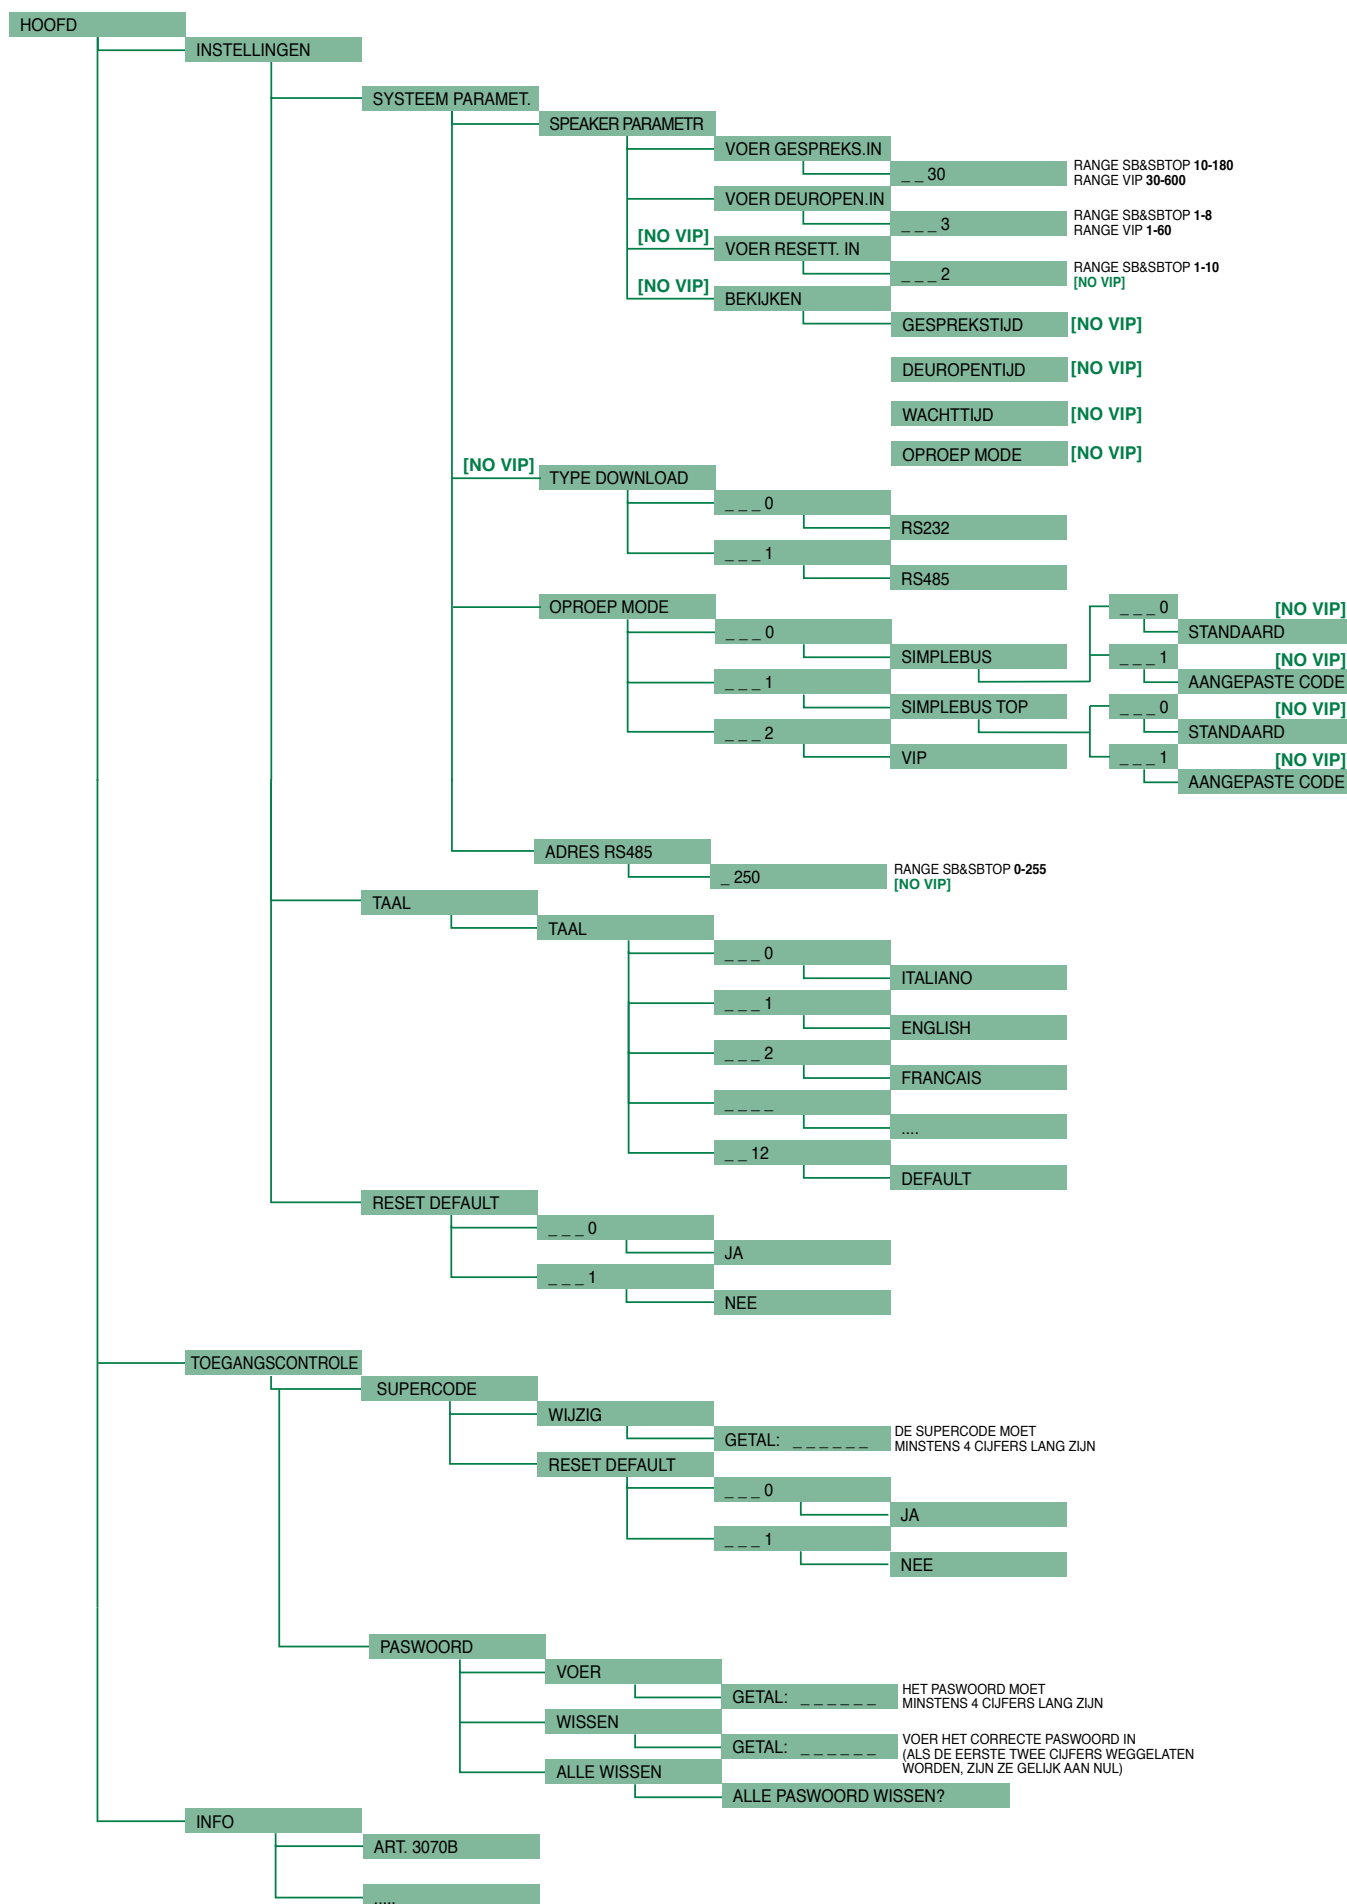 HOOFD
INSTELLINGEN
SYSTEEM PARAMET.
SPEAKER PARAMETR
VOER GESPREKS.IN
_ _ 30
RANGE SB&SBTOP 10-180
RANGE VIP 30-600
VOER DEUROPEN.IN
_ _ _ 3
RANGE SB&SBTOP 1-8
RANGE VIP 1-60
[NO VIP]
VOER RESETT. IN
_ _ _ 2
RANGE SB&SBTOP 1-10
[NO VIP]
[NO VIP]
BEKIJKEN
GESPREKSTIJD
[NO VIP]
DEUROPENTIJD
[NO VIP]
WACHTTIJD
[NO VIP]
OPROEP MODE
[NO VIP]
[NO VIP]
TYPE DOWNLOAD
_ _ _ 0
RS232
_ _ _ 1
RS485
OPROEP MODE
_ _ _ 0
SIMPLEBUS
_ _ _ 0
[NO VIP]
STANDAARD
_ _ _ 1
[NO VIP]
AANGEPASTE CODE
_ _ _ 1
SIMPLEBUS TOP
_ _ _ 0
[NO VIP]
STANDAARD
_ _ _ 1
[NO VIP]
AANGEPASTE CODE
_ _ _ 2
VIP
ADRES RS485
_ 250
RANGE SB&SBTOP 0-255
[NO VIP]
TAAL
TAAL
_ _ _ 0
ITALIANO
_ _ _ 1
ENGLISH
_ _ _ 2
FRANCAIS
_ _ _ _
....
_ _ 12
DEFAULT
RESET DEFAULT
_ _ _ 0
JA
_ _ _ 1
NEE
TOEGANGSCONTROLE
SUPERCODE
WIJZIG
GETAL: _ _ _ _ _ _
DE SUPERCODE MOET
MINSTENS 4 CIJFERS LANG ZIJN
RESET DEFAULT
_ _ _ 0
JA
_ _ _ 1
NEE
PASWOORD
VOER
GETAL: _ _ _ _ _ _
HET PASWOORD MOET
MINSTENS 4 CIJFERS LANG ZIJN
WISSEN
GETAL: _ _ _ _ _ _
VOER HET CORRECTE PASWOORD IN
(ALS DE EERSTE TWEE CIJFERS WEGGELATEN
WORDEN, ZIJN ZE GELIJK AAN NUL)
ALLE WISSEN
ALLE PASWOORD WISSEN?
INFO
ART. 3070B
.....